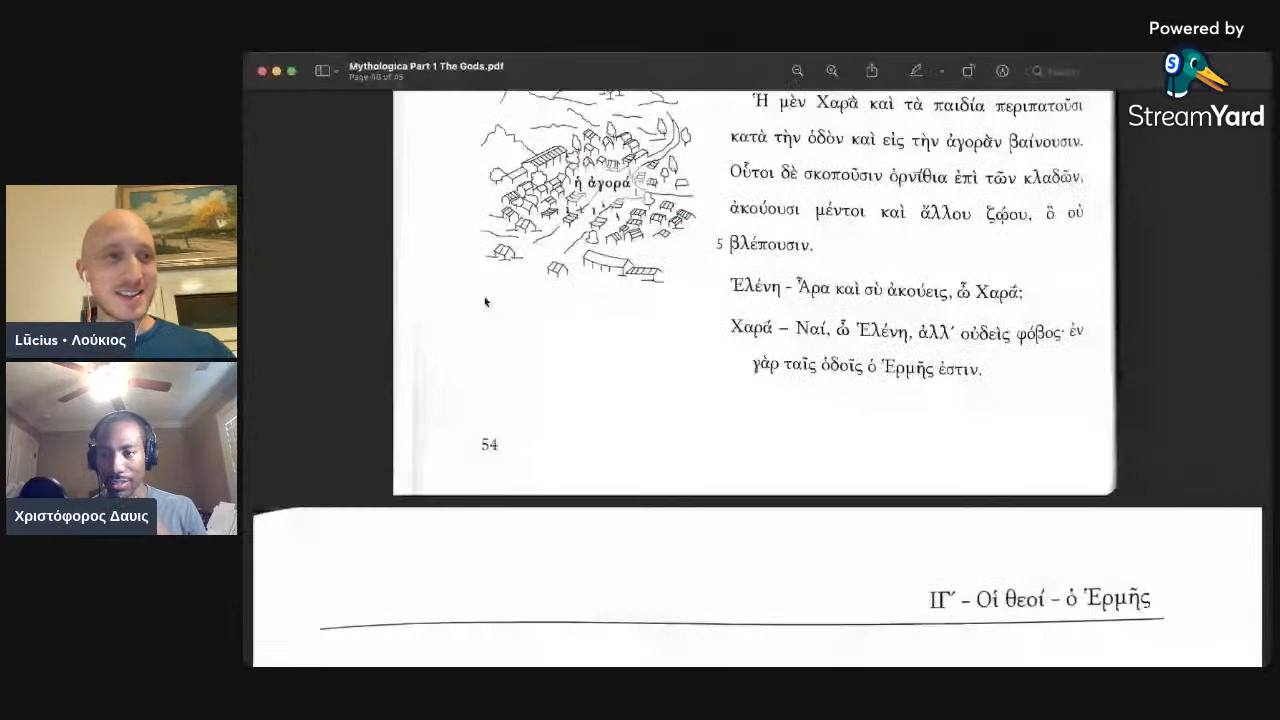 Powered by
StreamYard
Mythologica Part 1 The Gods.pdf
Ἡ μὲν Χαρὰ καὶ τὰ παιδία περιπατοῦσι
κατὰ τὴν ὁδὸν καὶ εἰς τὴν ἀγορὰν βαίνουσιν.
Οὗτοι δὲ σκοποῦσιν ὀρνίθια ἐπὶ τῶν κλαδῶν,
ἀκούουσι μέντοι καὶ ἄλλου ζῴου, ὃ οὐ
5 βλέπουσιν.
ἡ ἀγορά
Ἑλένη - Ἆρα καὶ σὺ ἀκούεις, ὦ Χαρά;
Χαρά – Ναί, ὦ Ἑλένη, ἀλλ' οὐδεὶς φόβος· ἐν
γὰρ ταῖς ὁδοῖς ὁ Ἑρμῆς ἐστιν.
54
ΙΓ' - Οἱ θεοί - ὁ Ἑρμῆς
Lūcius • Λούκιος
Χριστόφορος Δαυις